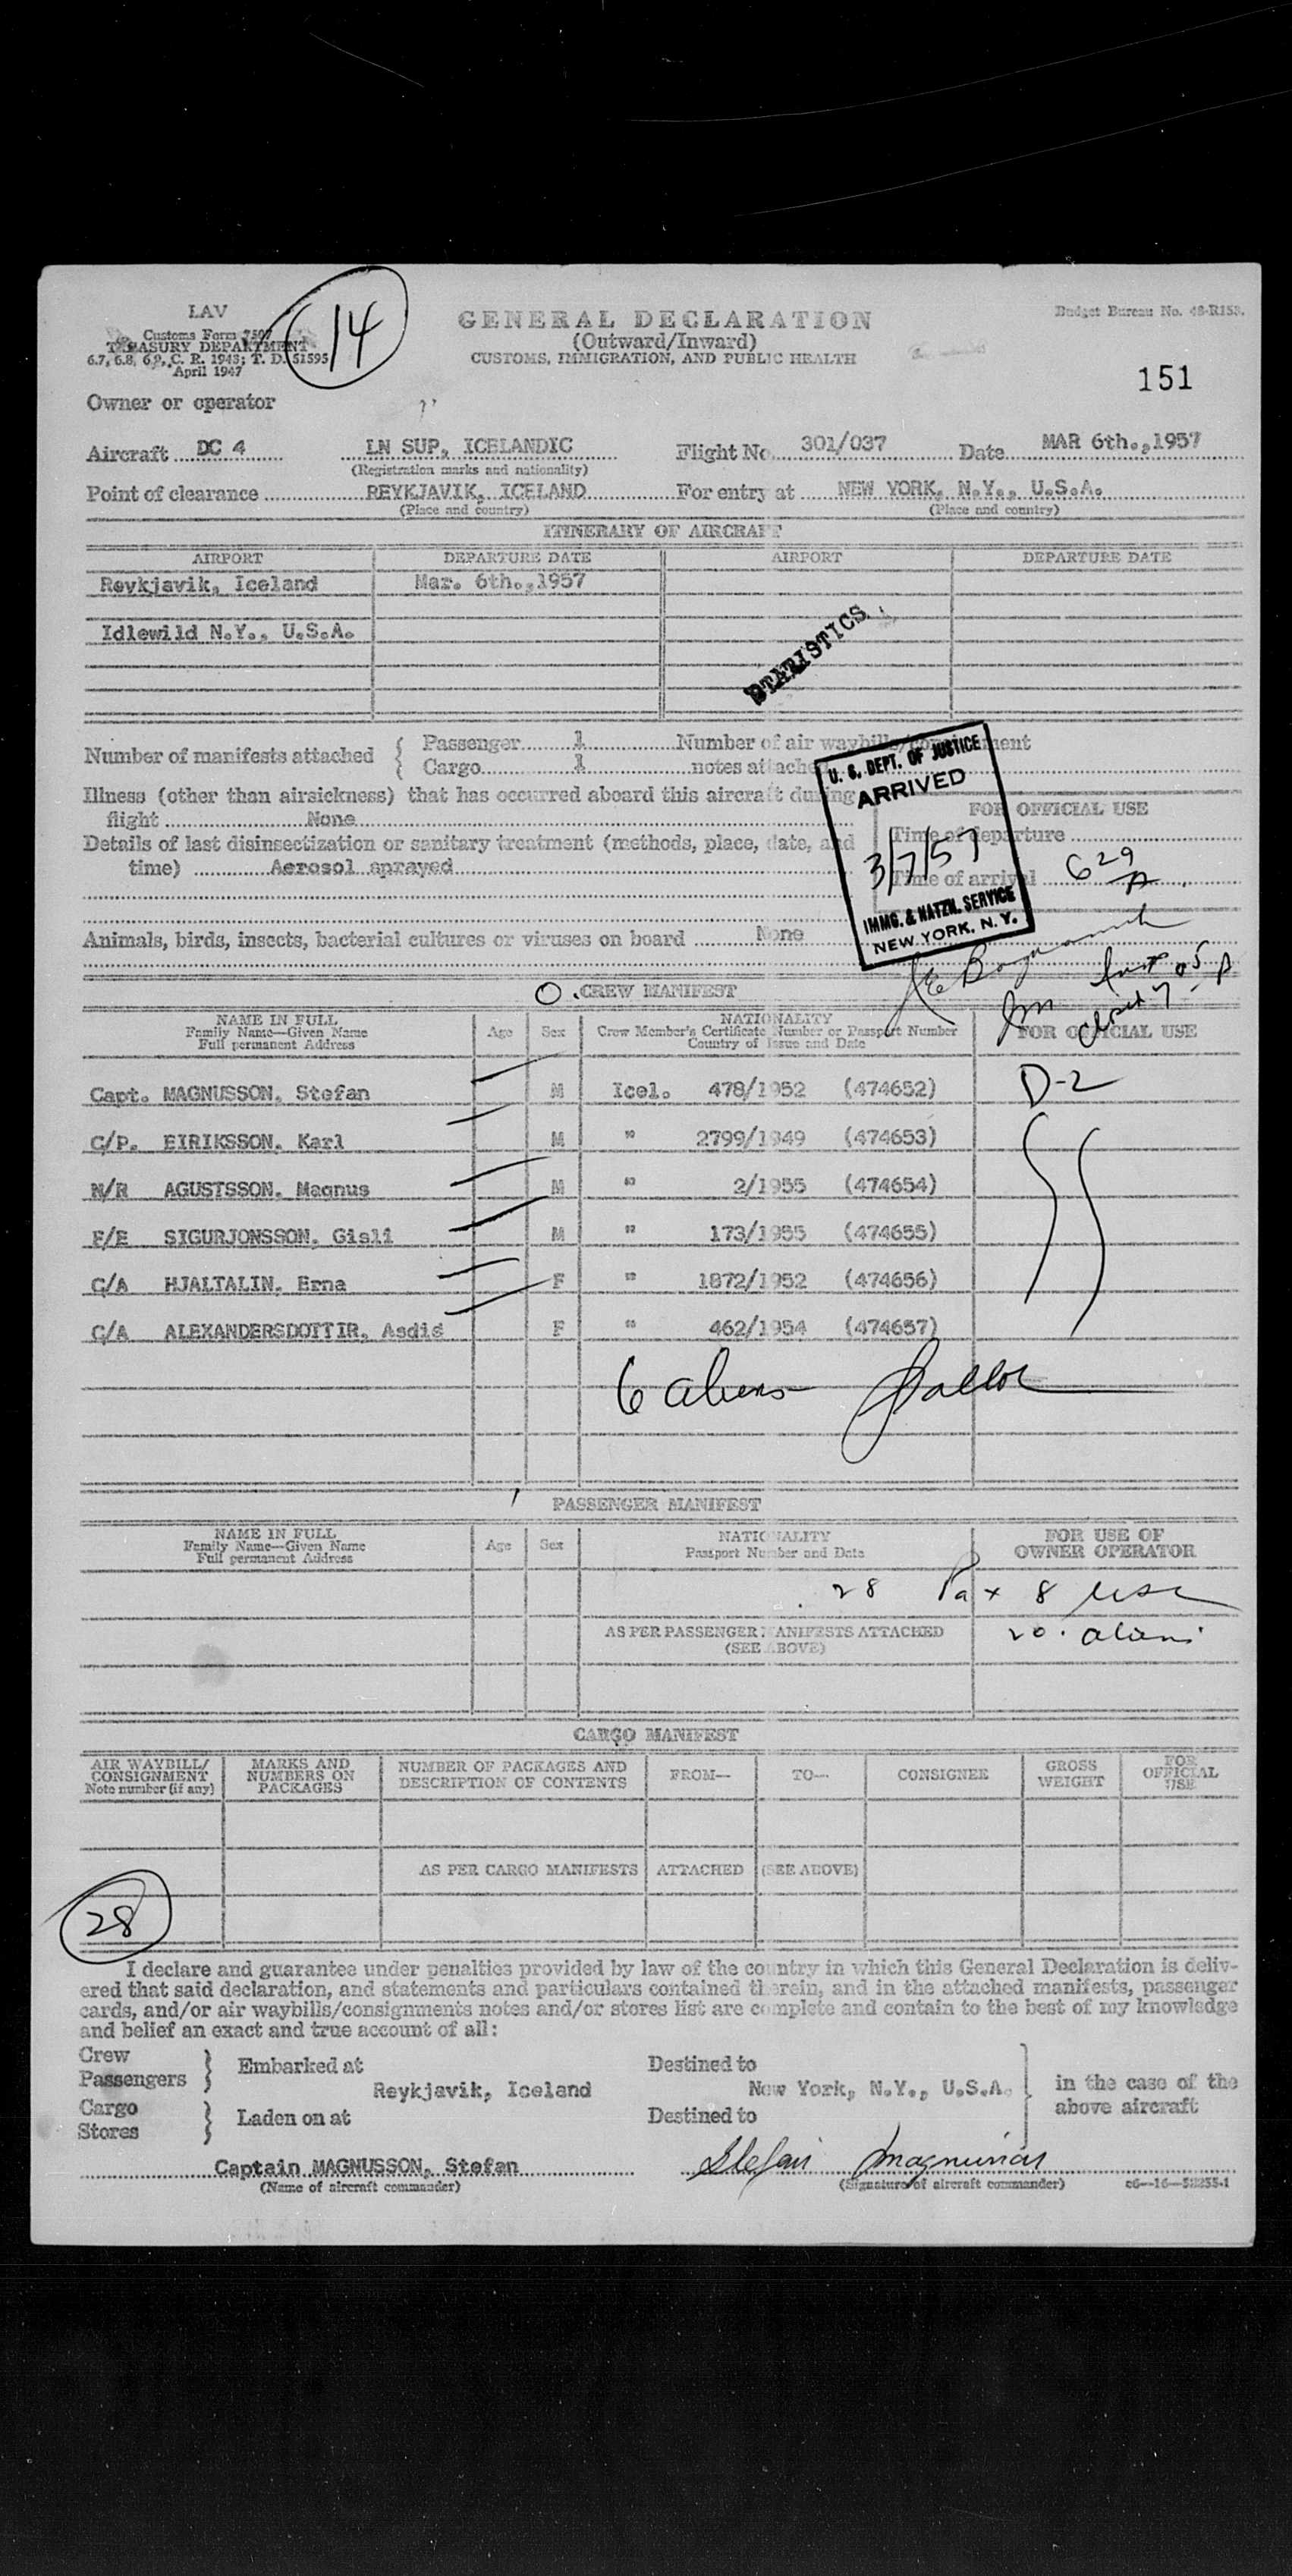 LAV
Customs Form 7507
TREASURY DEPARTMENT
6.7, 6.8, 6.9, C. R. 1943; T. D. 51595
April 1947
14
GENERAL DECLARATION
(Outward/Inward)
CUSTOMS, IMMIGRATION, AND PUBLIC HEALTH
Budget Bureau No. 48-R153.
151
Owner or operator
Aircraft DC 4 LN SUP, ICELANDIC Flight No. 301/037 Date MAR 6th.,1957
(Registration marks and nationality)
Point of clearance REYKJAVIK, ICELAND For entry at NEW YORK, N.Y., U.S.A.
(Place and country) (Place and country)
ITINERARY OF AIRCRAFT
AIRPORT DEPARTURE DATE AIRPORT DEPARTURE DATE
Reykjavik, Iceland Mar. 6th.,1957
Idlewild N.Y., U.S.A.
STATISTICS
Number of manifests attached { Passenger 1 Number of air waybills/consignment
Cargo 1 notes attached
U. S. DEPT. OF JUSTICE
ARRIVED
3/7/57
IMMG. & NATZN. SERVICE
NEW YORK, N. Y.
Illness (other than airsickness) that has occurred aboard this aircraft during
flight None
FOR OFFICIAL USE
Details of last disinsectization or sanitary treatment (methods, place, date, and
time) Aerosol sprayed
Time of departure
Time of arrival 6 29 A
Animals, birds, insects, bacterial cultures or viruses on board None
CREW MANIFEST
NAME IN FULL
Family Name—Given Name
Full permanent Address
Age Sex
NATIONALITY
Crew Member's Certificate Number or Passport Number
Country of Issue and Date
FOR OFFICIAL USE
Capt. MAGNUSSON, Stefan M Icel. 478/1952 (474652) D-2
C/P. EIRIKSSON, Karl M " 2799/1949 (474653)
N/R AGUSTSSON, Magnus M " 2/1955 (474654)
F/E SIGURJONSSON, Gisli M " 173/1955 (474655)
C/A HJALTALIN, Erna F " 1872/1952 (474656)
C/A ALEXANDERSDOTTIR, Asdis F " 462/1954 (474657)
6 aliens
PASSENGER MANIFEST
NAME IN FULL
Family Name—Given Name
Full permanent Address
Age Sex
NATIONALITY
Passport Number and Date
FOR USE OF
OWNER OPERATOR
28 Pax 8 USC
AS PER PASSENGER MANIFESTS ATTACHED
(SEE ABOVE)
20 aliens
CARGO MANIFEST
AIR WAYBILL/
CONSIGNMENT
Note number (if any)
MARKS AND
NUMBERS ON
PACKAGES
NUMBER OF PACKAGES AND
DESCRIPTION OF CONTENTS
FROM— TO— CONSIGNEE
GROSS
WEIGHT
FOR
OFFICIAL
USE
AS PER CARGO MANIFESTS ATTACHED (SEE ABOVE)
28
I declare and guarantee under penalties provided by law of the country in which this General Declaration is deliv-
ered that said declaration, and statements and particulars contained therein, and in the attached manifests, passenger
cards, and/or air waybills/consignments notes and/or stores list are complete and contain to the best of my knowledge
and belief an exact and true account of all:
Crew
Passengers } Embarked at Destined to
Reykjavik, Iceland New York, N.Y., U.S.A.
in the case of the
above aircraft
Cargo
Stores } Laden on at Destined to
Captain MAGNUSSON, Stefan Stefan Magnusson
(Name of aircraft commander) (Signature of aircraft commander) c6—16—52255-1